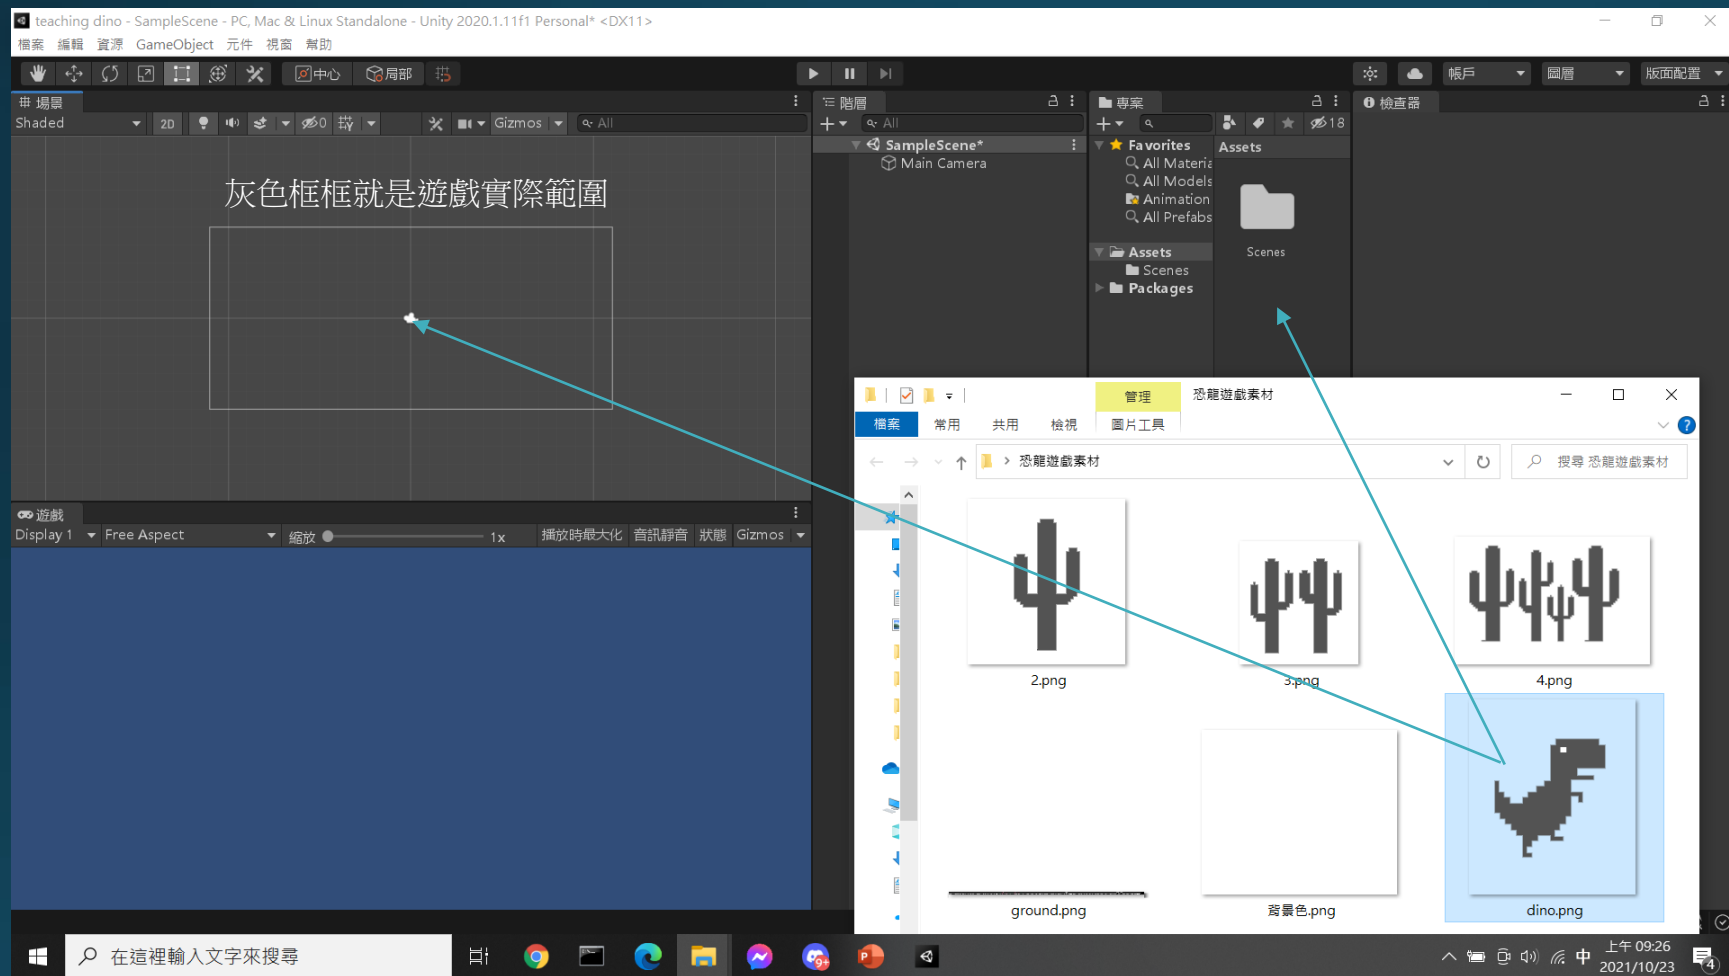 teaching dino - SampleScene - PC, Mac & Linux Standalone - Unity 2020.1.11f1 Personal* <DX11>
檔案 編輯 資源 GameObject 元件 視窗 幫助
中心 局部 帳戶 圖層 版面配置
場景
Shaded 2D 0 Gizmos All
灰色框框就是遊戲實際範圍
遊戲
Display 1 Free Aspect 縮放 1x 播放時最大化 音訊靜音 狀態 Gizmos
階層
All
SampleScene*
Main Camera
專案
18
Favorites
All Materia
All Models
Animation
All Prefabs
Assets
Scenes
Packages
Assets
Scenes
檢查器
管理 恐龍遊戲素材
檔案 常用 共用 檢視 圖片工具
恐龍遊戲素材 搜尋 恐龍遊戲素材
2.png 3.png 4.png
ground.png 背景色.png dino.png
在這裡輸入文字來搜尋
9+
中
上午 09:26
2021/10/23
4